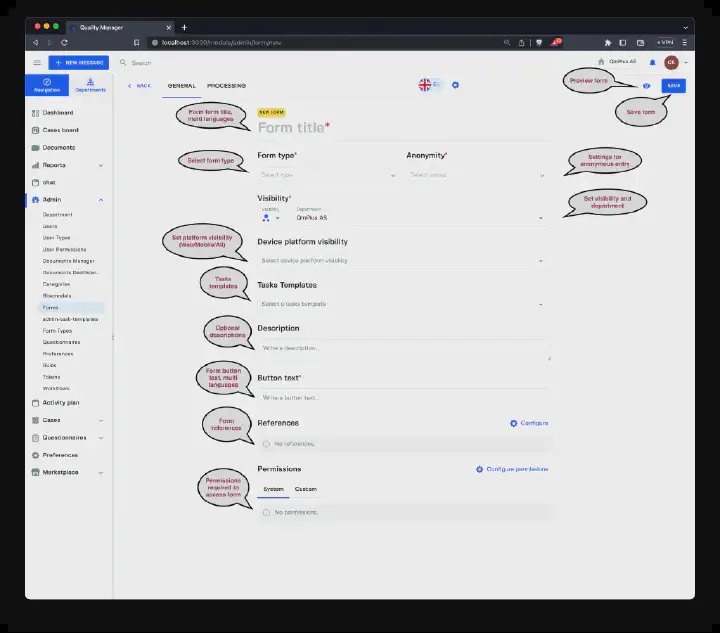 Quality Manager
localhost:3000/module/admin/form/new
VPN
NEW MESSAGE
Search
QmPlus AS
Navigation
Departments
BACK
GENERAL
PROCESSING
En
Preview form
SAVE
Save form
Dashboard
Cases board
Documents
Reports
chat
Admin
Department
Users
User Types
User Permissions
Documents Manager
Documents Dashboar...
Categories
Riskmodels
Forms
admin-task-templates
Form Types
Questionnaires
Preferences
Rules
Tokens
Workflows
Activity plan
Cases
Questionnaires
Preferences
Marketplace
NEW FORM
Form form title,
multi languages
Form title*
Select form type
Form type*
Select type
Anonymity*
Select status
Settings for
anonymous entry
Visibility*
Visibility
Department
QmPlus AS
Set visibility and
department
Set platform visibility
(Web/Mobile/All)
Device platform visibility
Select device platform visibility
Tasks
templates
Tasks Templates
Select a tasks template
Optional
descriptions
Description
Write a description...
Form button
text, multi
languages
Button text*
Write a button text...
Form
references
References
Configure
No references.
Permissions
required to
access form
Permissions
Configure permissions
System
Custom
No permissions.